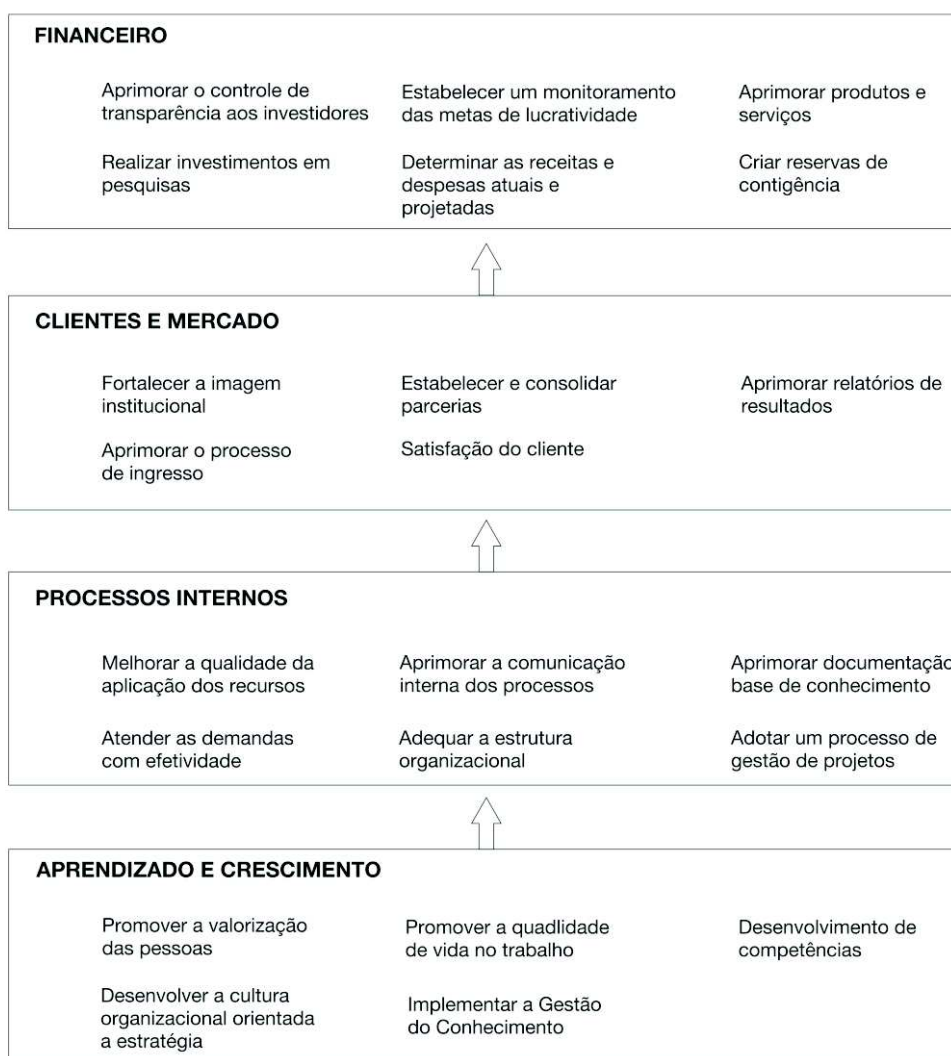 FINANCEIRO
Aprimorar o controle de
transparência aos investidores
Estabelecer um monitoramento
das metas de lucratividade
Aprimorar produtos e
serviços
Realizar investimentos em
pesquisas
Determinar as receitas e
despesas atuais e
projetadas
Criar reservas de
contigência
CLIENTES E MERCADO
Fortalecer a imagem
institucional
Estabelecer e consolidar
parcerias
Aprimorar relatórios de
resultados
Aprimorar o processo
de ingresso
Satisfação do cliente
PROCESSOS INTERNOS
Melhorar a qualidade da
aplicação dos recursos
Aprimorar a comunicação
interna dos processos
Aprimorar documentação
base de conhecimento
Atender as demandas
com efetividade
Adequar a estrutura
organizacional
Adotar um processo de
gestão de projetos
APRENDIZADO E CRESCIMENTO
Promover a valorização
das pessoas
Promover a quadlidade
de vida no trabalho
Desenvolvimento de
competências
Desenvolver a cultura
organizacional orientada
a estratégia
Implementar a Gestão
do Conhecimento